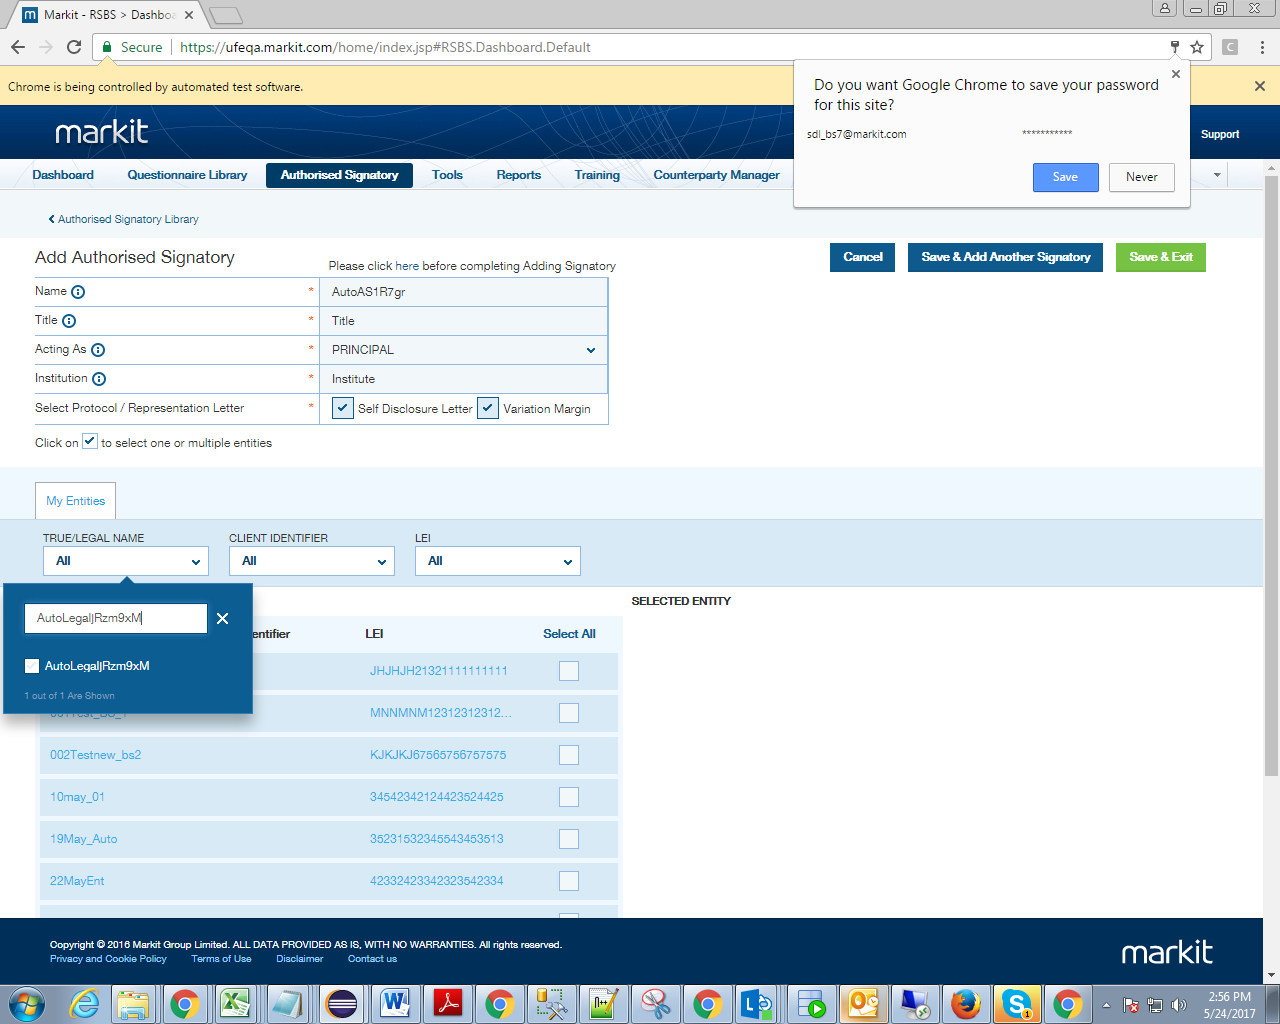 Markit - RSBS > Dashbo
Secure https://ufeqa.markit.com/home/index.jsp#RSBS.Dashboard.Default
Chrome is being controlled by automated test software.
Do you want Google Chrome to save your password
for this site?
sdl_bs7@markit.com ***********
Save Never
markit
Support
Dashboard Questionnaire Library Authorised Signatory Tools Reports Training Counterparty Manager
Authorised Signatory Library
Add Authorised Signatory
Please click here before completing Adding Signatory
Cancel Save & Add Another Signatory Save & Exit
Name * AutoAS1R7gr
Title * Title
Acting As * PRINCIPAL
Institution * Institute
Select Protocol / Representation Letter * Self Disclosure Letter Variation Margin
Click on to select one or multiple entities
My Entities
TRUE/LEGAL NAME CLIENT IDENTIFIER LEI
All All All
AutoLegaljRzm9xM
AutoLegaljRzm9xM
1 out of 1 Are Shown
SELECTED ENTITY
entifier LEI Select All
JHJHJH21321111111111
MNNMNM12312312312...
002Testnew_bs2 KJKJKJ67565756757575
10may_01 34542342124423524425
19May_Auto 35231532345543453513
22MayEnt 42332423342323542334
Copyright © 2016 Markit Group Limited. ALL DATA PROVIDED AS IS, WITH NO WARRANTIES. All rights reserved.
Privacy and Cookie Policy Terms of Use Disclaimer Contact us
markit
2:56 PM
5/24/2017